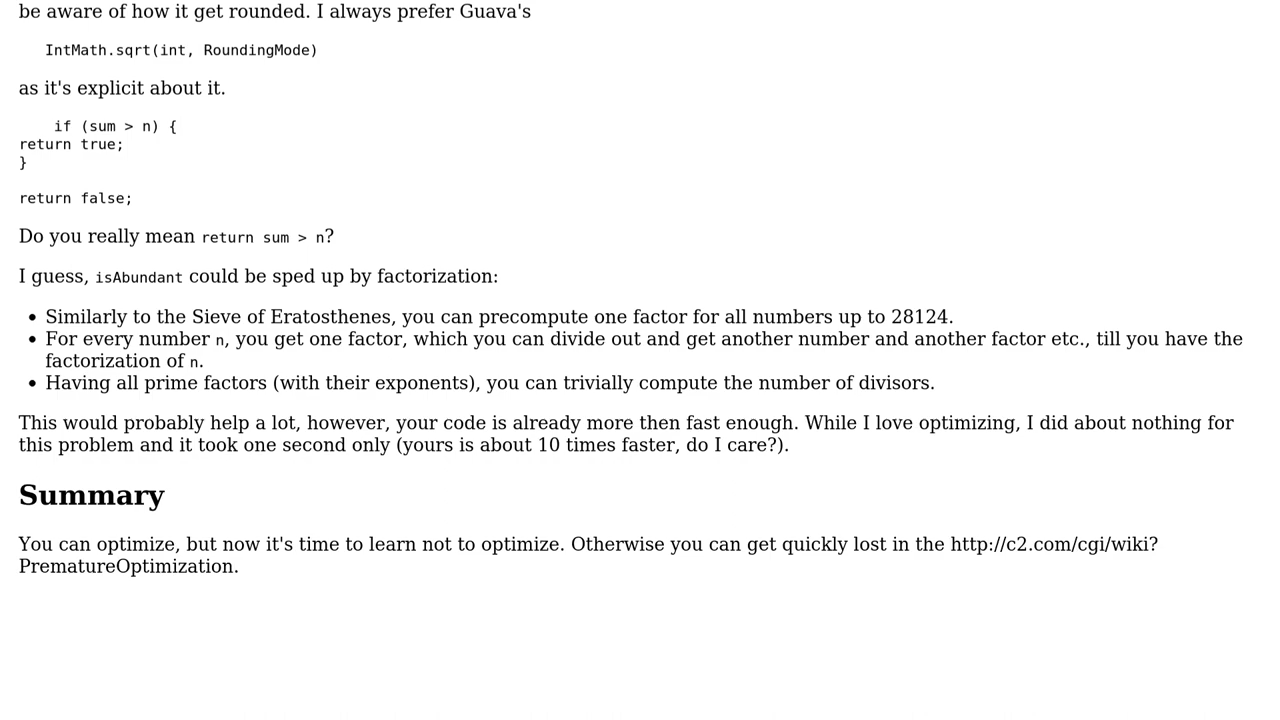 be aware of how it get rounded. I always prefer Guava's
IntMath.sqrt(int, RoundingMode)
as it's explicit about it.
if (sum > n) {
return true;
}
return false;
Do you really mean return sum > n?
I guess, isAbundant could be sped up by factorization:
• Similarly to the Sieve of Eratosthenes, you can precompute one factor for all numbers up to 28124.
• For every number n, you get one factor, which you can divide out and get another number and another factor etc., till you have the
factorization of n.
• Having all prime factors (with their exponents), you can trivially compute the number of divisors.
This would probably help a lot, however, your code is already more then fast enough. While I love optimizing, I did about nothing for
this problem and it took one second only (yours is about 10 times faster, do I care?).
Summary
You can optimize, but now it's time to learn not to optimize. Otherwise you can get quickly lost in the http://c2.com/cgi/wiki?
PrematureOptimization.